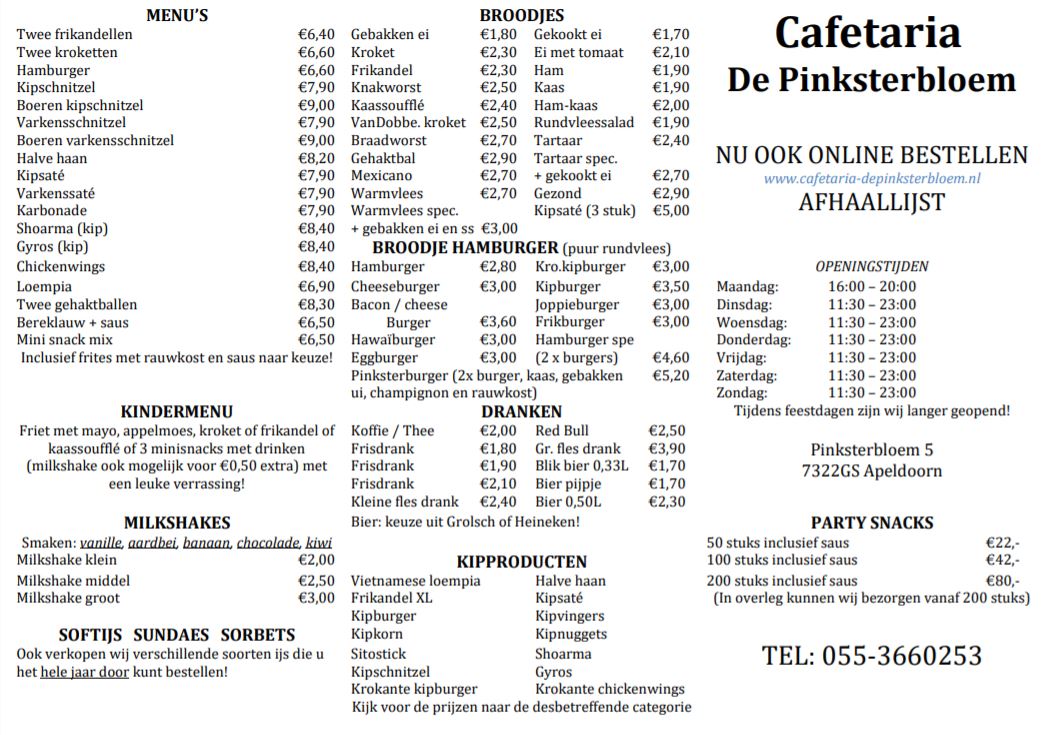 MENU'S
Twee frikandellen €6,40
Twee kroketten €6,60
Hamburger €6,60
Kipschnitzel €7,90
Boeren kipschnitzel €9,00
Varkensschnitzel €7,90
Boeren varkensschnitzel €9,00
Halve haan €8,20
Kipsaté €7,90
Varkenssaté €7,90
Karbonade €7,90
Shoarma (kip) €8,40
Gyros (kip) €8,40
Chickenwings €8,40
Loempia €6,90
Twee gehaktballen €8,30
Bereklauw + saus €6,50
Mini snack mix €6,50
Inclusief frites met rauwkost en saus naar keuze!
KINDERMENU
Friet met mayo, appelmoes, kroket of frikandel of
kaassoufflé of 3 minisnacks met drinken
(milkshake ook mogelijk voor €0,50 extra) met
een leuke verrassing!
MILKSHAKES
Smaken: vanille, aardbei, banaan, chocolade, kiwi
Milkshake klein €2,00
Milkshake middel €2,50
Milkshake groot €3,00
SOFTIJS SUNDAES SORBETS
Ook verkopen wij verschillende soorten ijs die u
het hele jaar door kunt bestellen!
BROODJES
Gebakken ei €1,80 Gekookt ei €1,70
Kroket €2,30 Ei met tomaat €2,10
Frikandel €2,30 Ham €1,90
Knakworst €2,50 Kaas €1,90
Kaassoufflé €2,40 Ham-kaas €2,00
VanDobbe. kroket €2,50 Rundvleessalad €1,90
Braadworst €2,70 Tartaar €2,40
Gehaktbal €2,90 Tartaar spec.
Mexicano €2,70 + gekookt ei €2,70
Warmvlees €2,70 Gezond €2,90
Warmvlees spec. Kipsaté (3 stuk) €5,00
+ gebakken ei en ss €3,00
BROODJE HAMBURGER (puur rundvlees)
Hamburger €2,80 Kro.kipburger €3,00
Cheeseburger €3,00 Kipburger €3,50
Bacon / cheese Joppieburger €3,00
Burger €3,60 Frikburger €3,00
Hawaïburger €3,00 Hamburger spe
Eggburger €3,00 (2 x burgers) €4,60
Pinksterburger (2x burger, kaas, gebakken €5,20
ui, champignon en rauwkost)
DRANKEN
Koffie / Thee €2,00 Red Bull €2,50
Frisdrank €1,80 Gr. fles drank €3,90
Frisdrank €1,90 Blik bier 0,33L €1,70
Frisdrank €2,10 Bier pijpje €1,70
Kleine fles drank €2,40 Bier 0,50L €2,30
Bier: keuze uit Grolsch of Heineken!
KIPPRODUCTEN
Vietnamese loempia Halve haan
Frikandel XL Kipsaté
Kipburger Kipvingers
Kipkorn Kipnuggets
Sitostick Shoarma
Kipschnitzel Gyros
Krokante kipburger Krokante chickenwings
Kijk voor de prijzen naar de desbetreffende categorie
Cafetaria
De Pinksterbloem
NU OOK ONLINE BESTELLEN
www.cafetaria-depinksterbloem.nl
AFHAALLIJST
OPENINGSTIJDEN
Maandag: 16:00 – 20:00
Dinsdag: 11:30 – 23:00
Woensdag: 11:30 – 23:00
Donderdag: 11:30 – 23:00
Vrijdag: 11:30 – 23:00
Zaterdag: 11:30 – 23:00
Zondag: 11:30 – 23:00
Tijdens feestdagen zijn wij langer geopend!
Pinksterbloem 5
7322GS Apeldoorn
PARTY SNACKS
50 stuks inclusief saus €22,-
100 stuks inclusief saus €42,-
200 stuks inclusief saus €80,-
(In overleg kunnen wij bezorgen vanaf 200 stuks)
TEL: 055-3660253